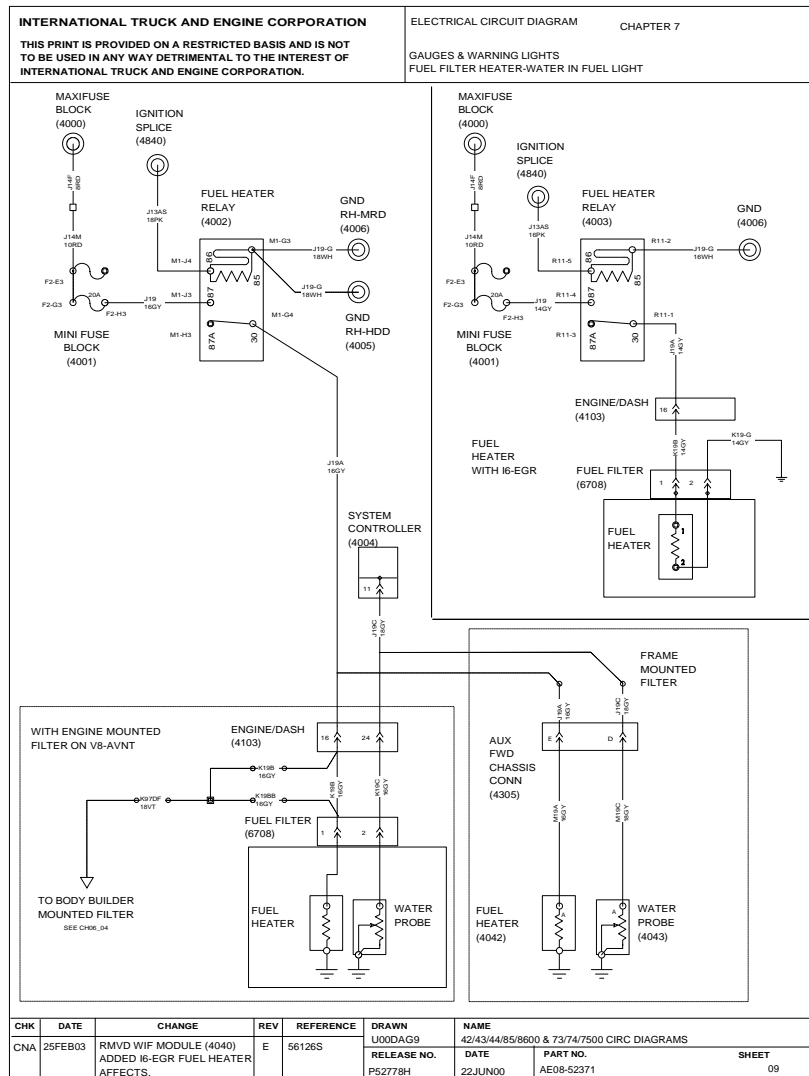 INTERNATIONAL TRUCK AND ENGINE CORPORATION
THIS PRINT IS PROVIDED ON A RESTRICTED BASIS AND IS NOT
TO BE USED IN ANY WAY DETRIMENTAL TO THE INTEREST OF
INTERNATIONAL TRUCK AND ENGINE CORPORATION.
ELECTRICAL CIRCUIT DIAGRAM
CHAPTER 7
GAUGES & WARNING LIGHTS
FUEL FILTER HEATER-WATER IN FUEL LIGHT
MAXIFUSE
BLOCK
(4000)
IGNITION
SPLICE
(4840)
J14F
8RD
J13AS
18PK
FUEL HEATER
RELAY
(4002)
GND
RH-MRD
(4006)
M1-G3
J19-G
18WH
J14M
10RD
M1-J4
86
85
J19-G
18WH
F2-E3
F2-G3
20A
F2-H3
J19
16GY
M1-J3
87
GND
RH-HDD
(4005)
M1-G4
MINI FUSE
BLOCK
(4001)
M1-H3
87A
30
J19A
16GY
MAXIFUSE
BLOCK
(4000)
IGNITION
SPLICE
(4840)
J14F
8RD
J13AS
16PK
FUEL HEATER
RELAY
(4003)
GND
(4006)
R11-2
J19-G
16WH
J14M
10RD
R11-5
86
85
F2-E3
F2-G3
20A
F2-H3
J19
14GY
R11-4
87
R11-1
MINI FUSE
BLOCK
(4001)
R11-3
87A
30
J19A
14GY
ENGINE/DASH
(4103)
16
K19B
14GY
K19-G
14GY
FUEL
HEATER
WITH I6-EGR
FUEL FILTER
(6708)
1
2
FUEL
HEATER
1
2
SYSTEM
CONTROLLER
(4004)
11
J19C
18GY
FRAME
MOUNTED
FILTER
J19A
16GY
J19C
18GY
WITH ENGINE MOUNTED
FILTER ON V8-AVNT
ENGINE/DASH
(4103)
16
24
AUX
FWD
CHASSIS
CONN
(4305)
E
D
K19B
16GY
K19B
16GY
K19C
16GY
K97DF
18VT
K19BB
16GY
M19A
16GY
M19C
18GY
FUEL FILTER
(6708)
1
2
TO BODY BUILDER
MOUNTED FILTER
SEE CH06_04
FUEL
HEATER
WATER
PROBE
FUEL
HEATER
(4042)
A
A
WATER
PROBE
(4043)
CHK
DATE
CHANGE
REV
REFERENCE
DRAWN
NAME
CNA
25FEB03
RMVD WIF MODULE (4040)
ADDED I6-EGR FUEL HEATER
AFFECTS.
E
56126S
U00DAG9
42/43/44/85/8600 & 73/74/7500 CIRC DIAGRAMS
RELEASE NO.
DATE
PART NO.
SHEET
P52778H
22JUN00
AE08-52371
09